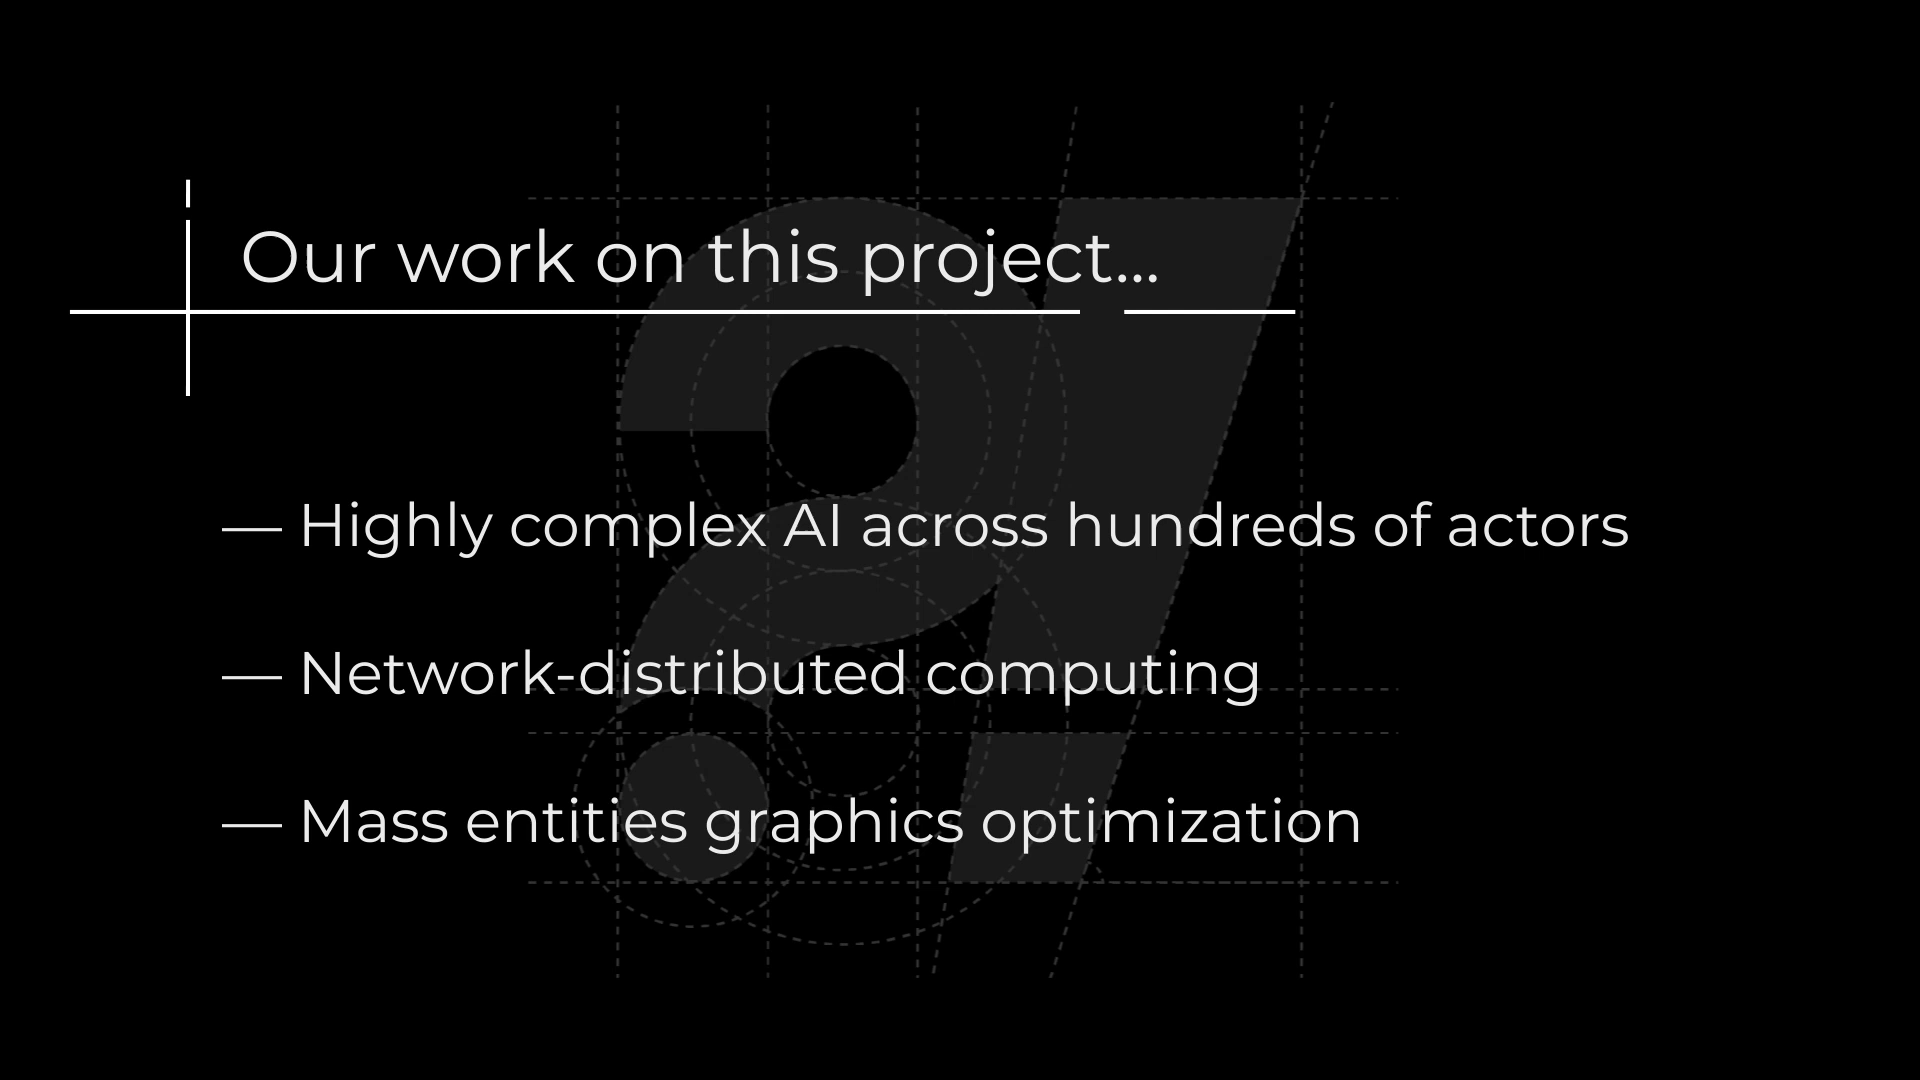 Our work on this project...
— Highly complex AI across hundreds of actors
— Network-distributed computing
— Mass entities graphics optimization